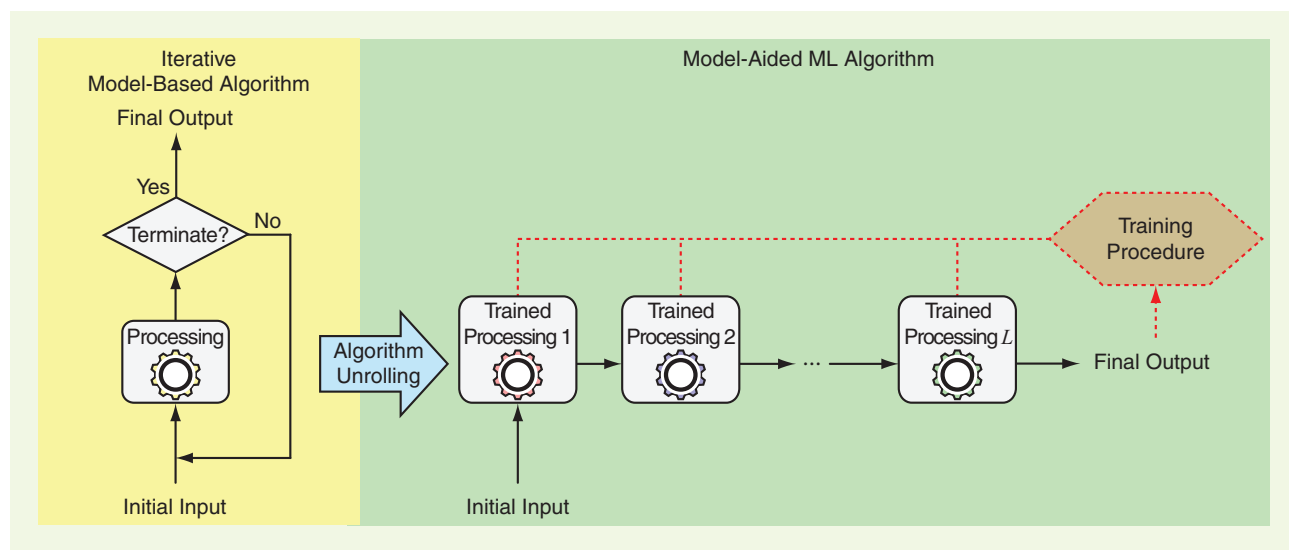 Iterative
Model-Based Algorithm
Final Output
Yes
No
Terminate?
Processing
Initial Input
Algorithm
Unrolling
Model-Aided ML Algorithm
Training
Procedure
Trained
Processing 1
Trained
Processing 2
...
Trained
Processing L
Final Output
Initial Input